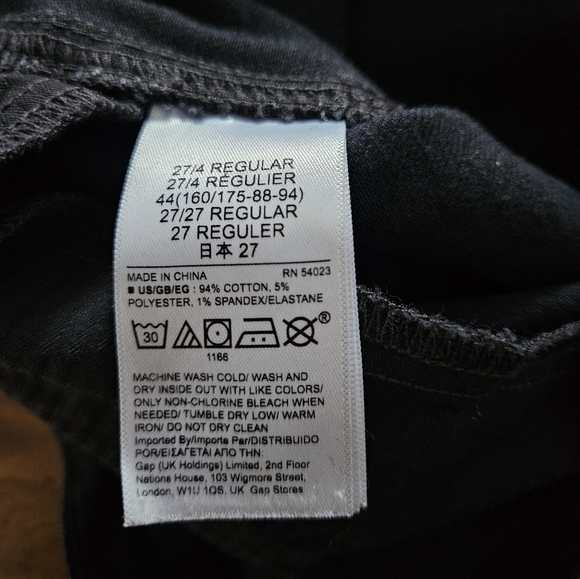 27/4 REGULAR
27/4 RÉGULIER
44(160/175-88-94)
27/27 REGULAR
27 REGULER
日本 27
MADE IN CHINA RN 54023
■ US/GB/EG : 94% COTTON, 5%
POLYESTER, 1% SPANDEX/ELASTANE
30 ®
1166
MACHINE WASH COLD/ WASH AND
DRY INSIDE OUT WITH LIKE COLORS/
ONLY NON-CHLORINE BLEACH WHEN
NEEDED/ TUMBLE DRY LOW/ WARM
IRON/ DO NOT DRY CLEAN
Imported By/Importe Par/DISTRIBUIDO
POR/ΕΙΣΑΓΕΤΑΙ ΑΠΟ ΤΗΝ:
Gap (UK Holdings) Limited, 2nd Floor
Nations House, 103 Wigmore Street,
London, W1U 1QS, UK Gap Stores